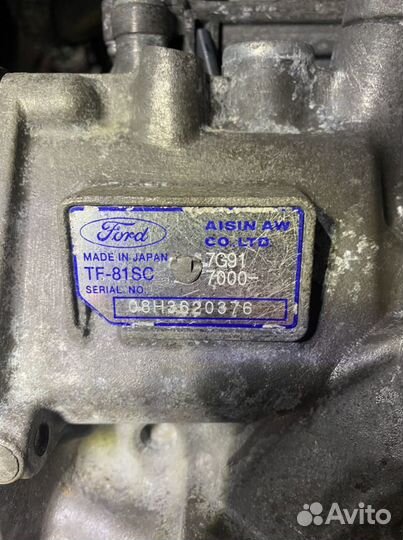 Ford
AISIN AW
CO.LTD
MADE IN JAPAN
7G91
TF-81SC
7000-
SERIAL NO.
08H3620376
Avito